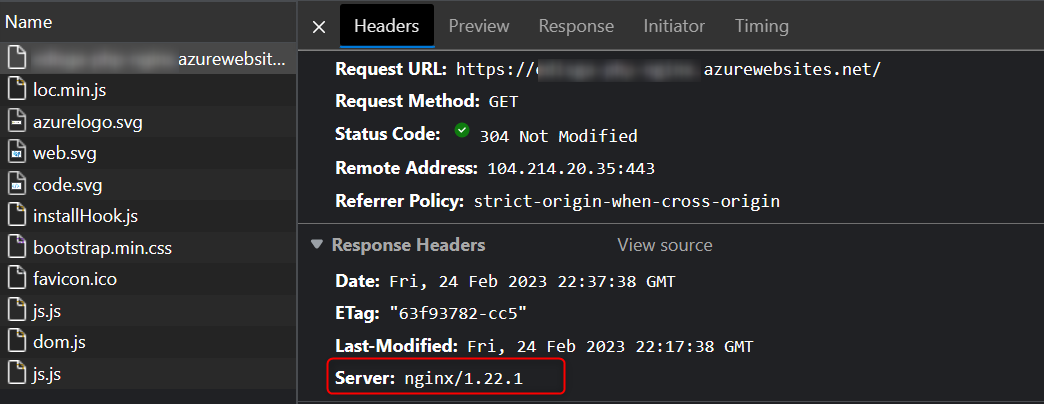 Name
azurewebsit...
loc.min.js
azurelogo.svg
web.svg
code.svg
installHook.js
bootstrap.min.css
favicon.ico
js.js
dom.js
js.js
Headers Preview Response Initiator Timing
Request URL: https:// azurewebsites.net/
Request Method: GET
Status Code: 304 Not Modified
Remote Address: 104.214.20.35:443
Referrer Policy: strict-origin-when-cross-origin
Response Headers View source
Date: Fri, 24 Feb 2023 22:37:38 GMT
ETag: "63f93782-cc5"
Last-Modified: Fri, 24 Feb 2023 22:17:38 GMT
Server: nginx/1.22.1